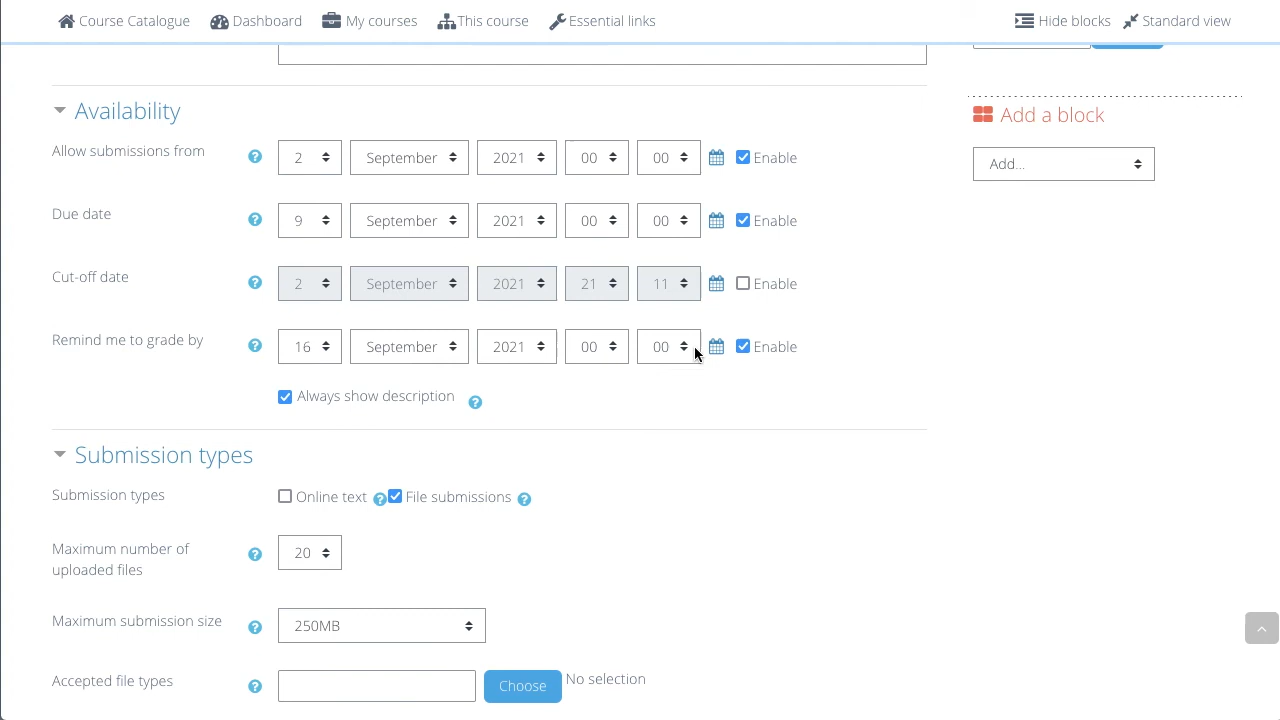 Course Catalogue Dashboard My courses This course Essential links Hide blocks Standard view
Availability
Add a block
Add...
Allow submissions from 2 September 2021 00 00 Enable
Due date 9 September 2021 00 00 Enable
Cut-off date 2 September 2021 21 11 Enable
Remind me to grade by 16 September 2021 00 00 Enable
Always show description
Submission types
Submission types Online text File submissions
Maximum number of
uploaded files
20
Maximum submission size 250MB
Accepted file types Choose No selection